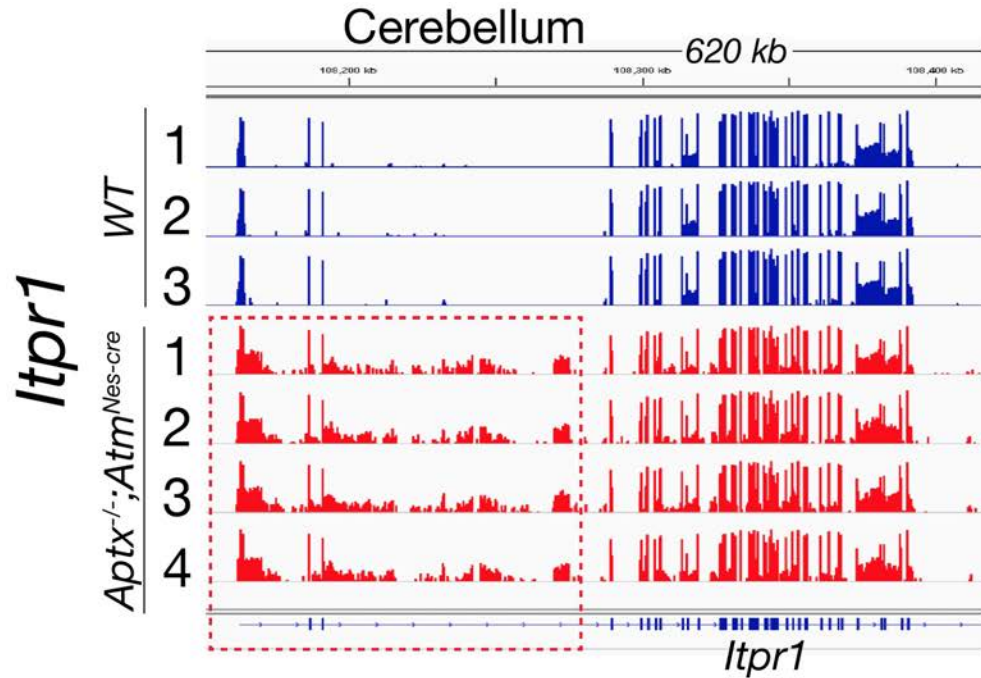 Cerebellum
620 kb
108,200 kb
108,300 kb
108,400 kb
Itpr1
WT
1
2
3
Aptx-/-;AtmNes-cre
1
2
3
4
Itpr1